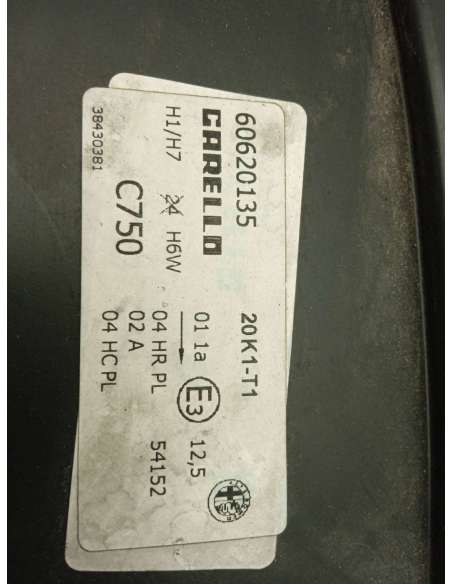 60620135 20K1-T1
CARELLO 01 1a E3 12,5
H1/H7 24 H6W 04 HR PL 54152
C750 02 A
38430381 04 HC PL